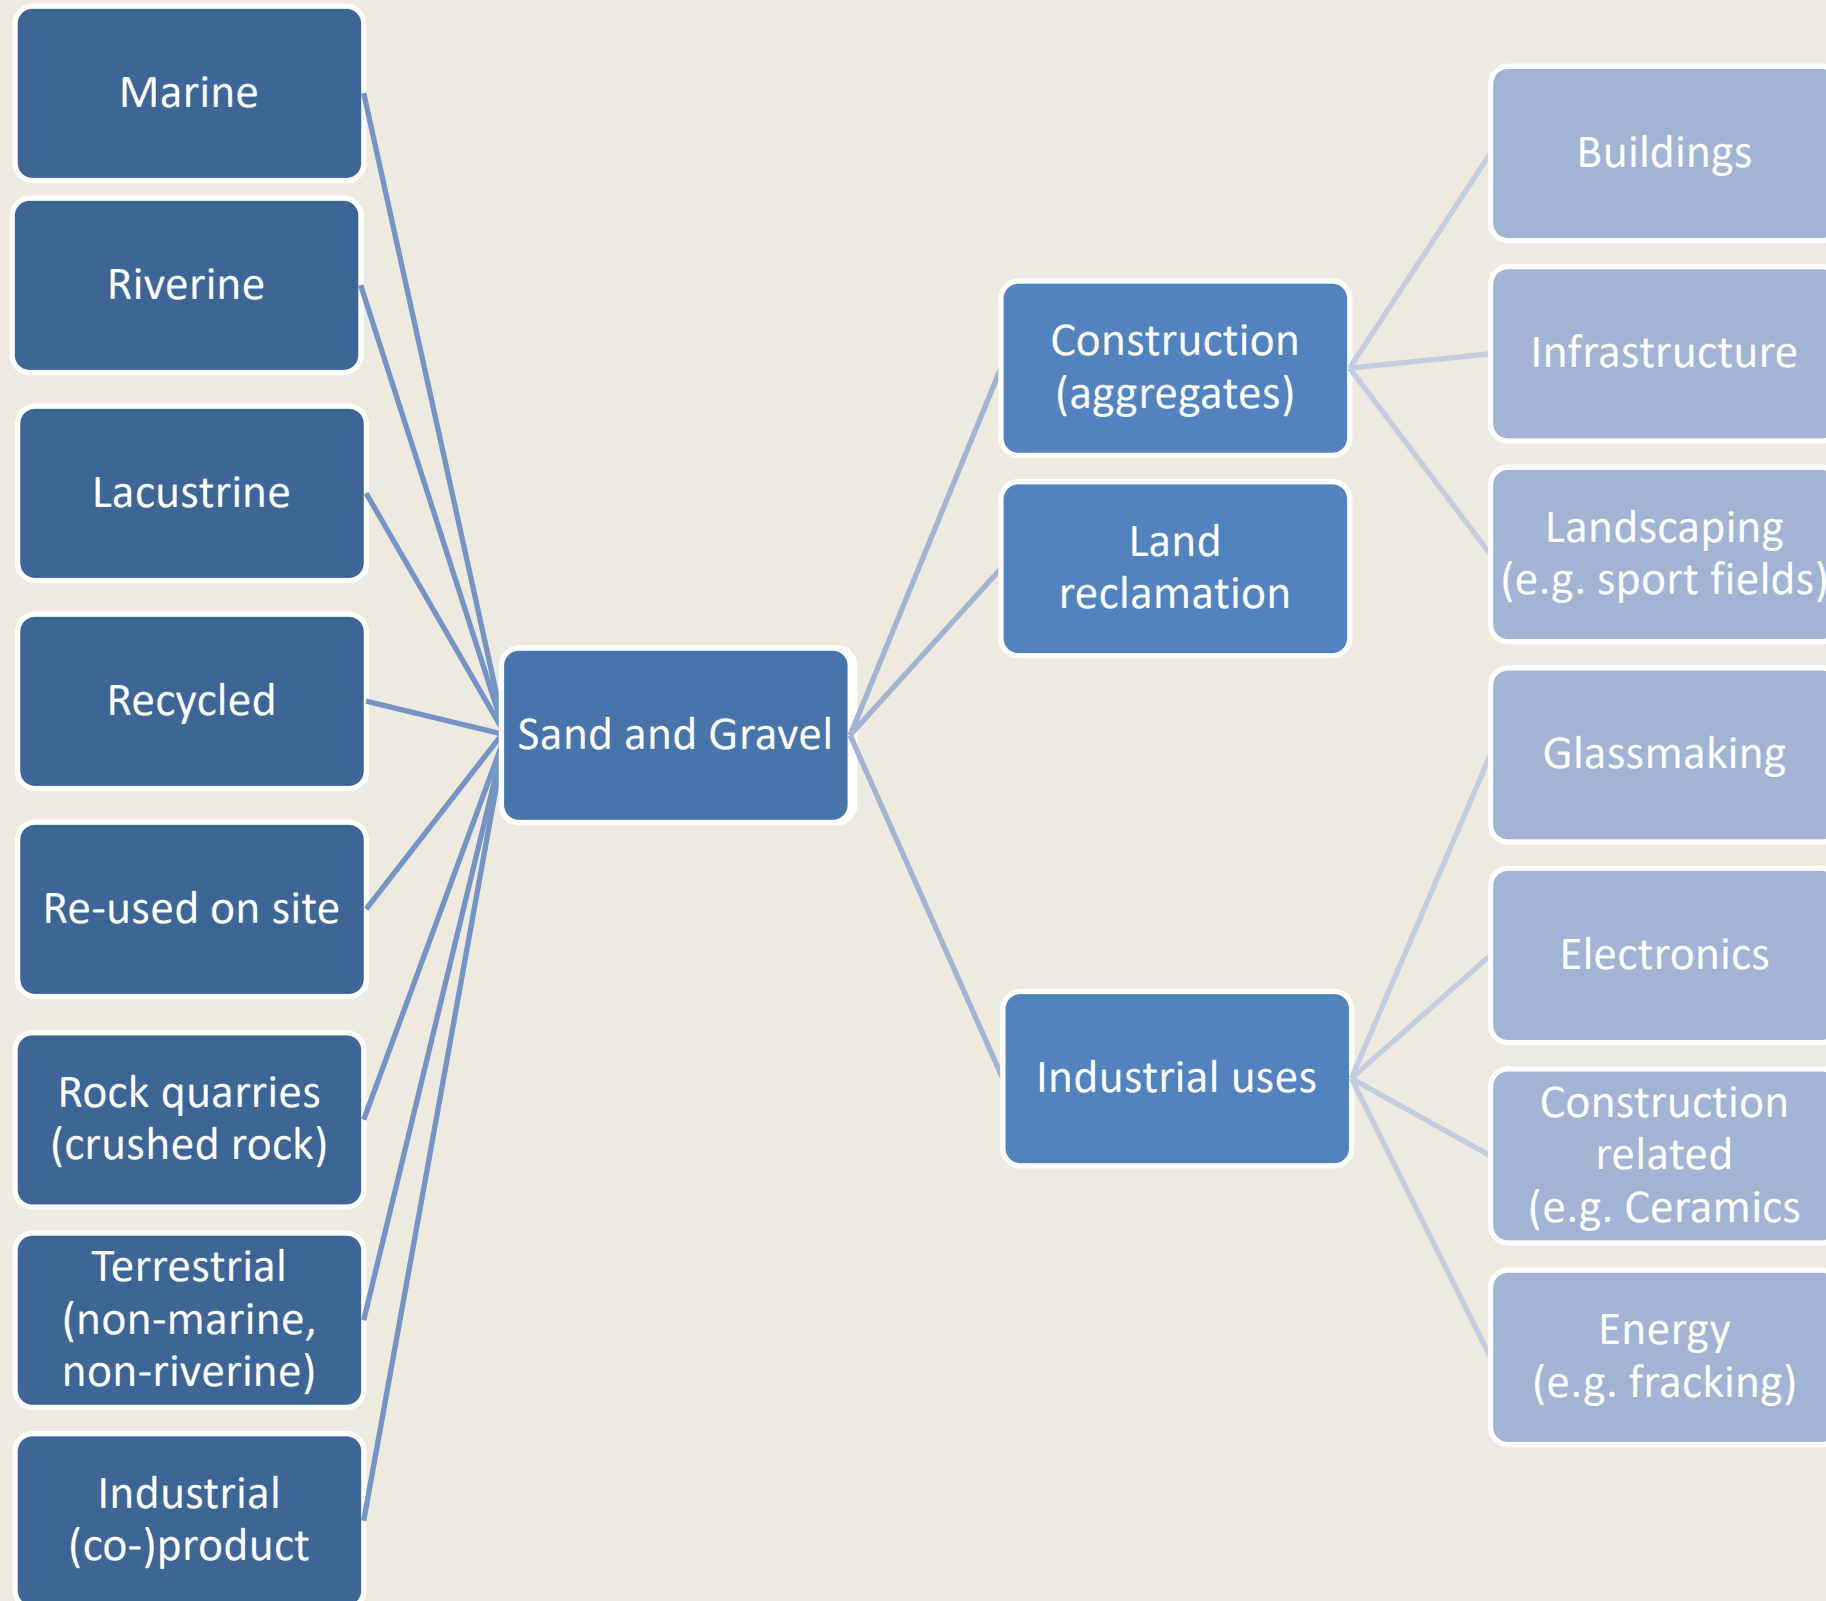 Marine
Riverine
Lacustrine
Recycled
Re-used on site
Rock quarries
(crushed rock)
Terrestrial
(non-marine,
non-riverine)
Industrial
(co-)product
Sand and Gravel
Construction
(aggregates)
Land
reclamation
Industrial uses
Buildings
Infrastructure
Landscaping
(e.g. sport fields)
Glassmaking
Electronics
Construction
related
(e.g. Ceramics
Energy
(e.g. fracking)